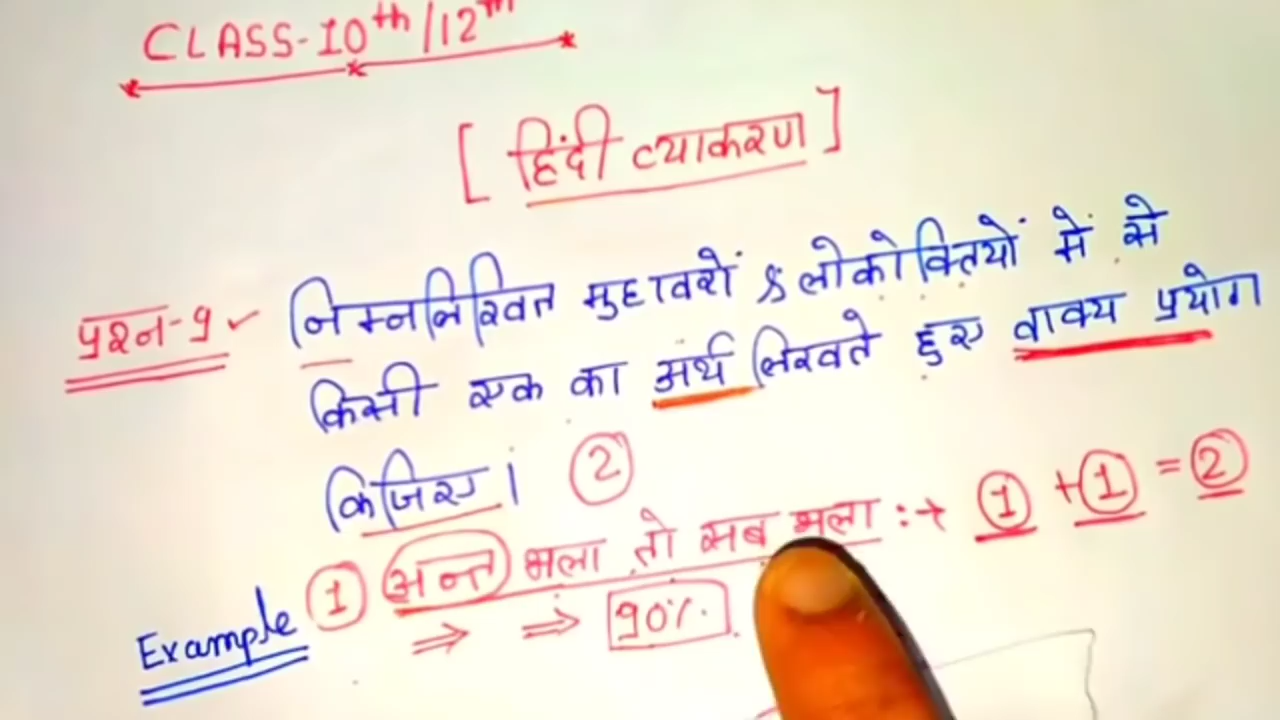 CLASS-10th/12th
[ हिंदी व्याकरण ]
प्रश्न-१ निम्नलिखित मुहावरों & लोकोक्तियों में से
किसी एक का अर्थ लिखते हुए वाक्य प्रयोग
किजिए। 2
Example 1 अन्त भला तो सब भला :→ 1 + 1 = 2
⇒ ⇒ 90%.